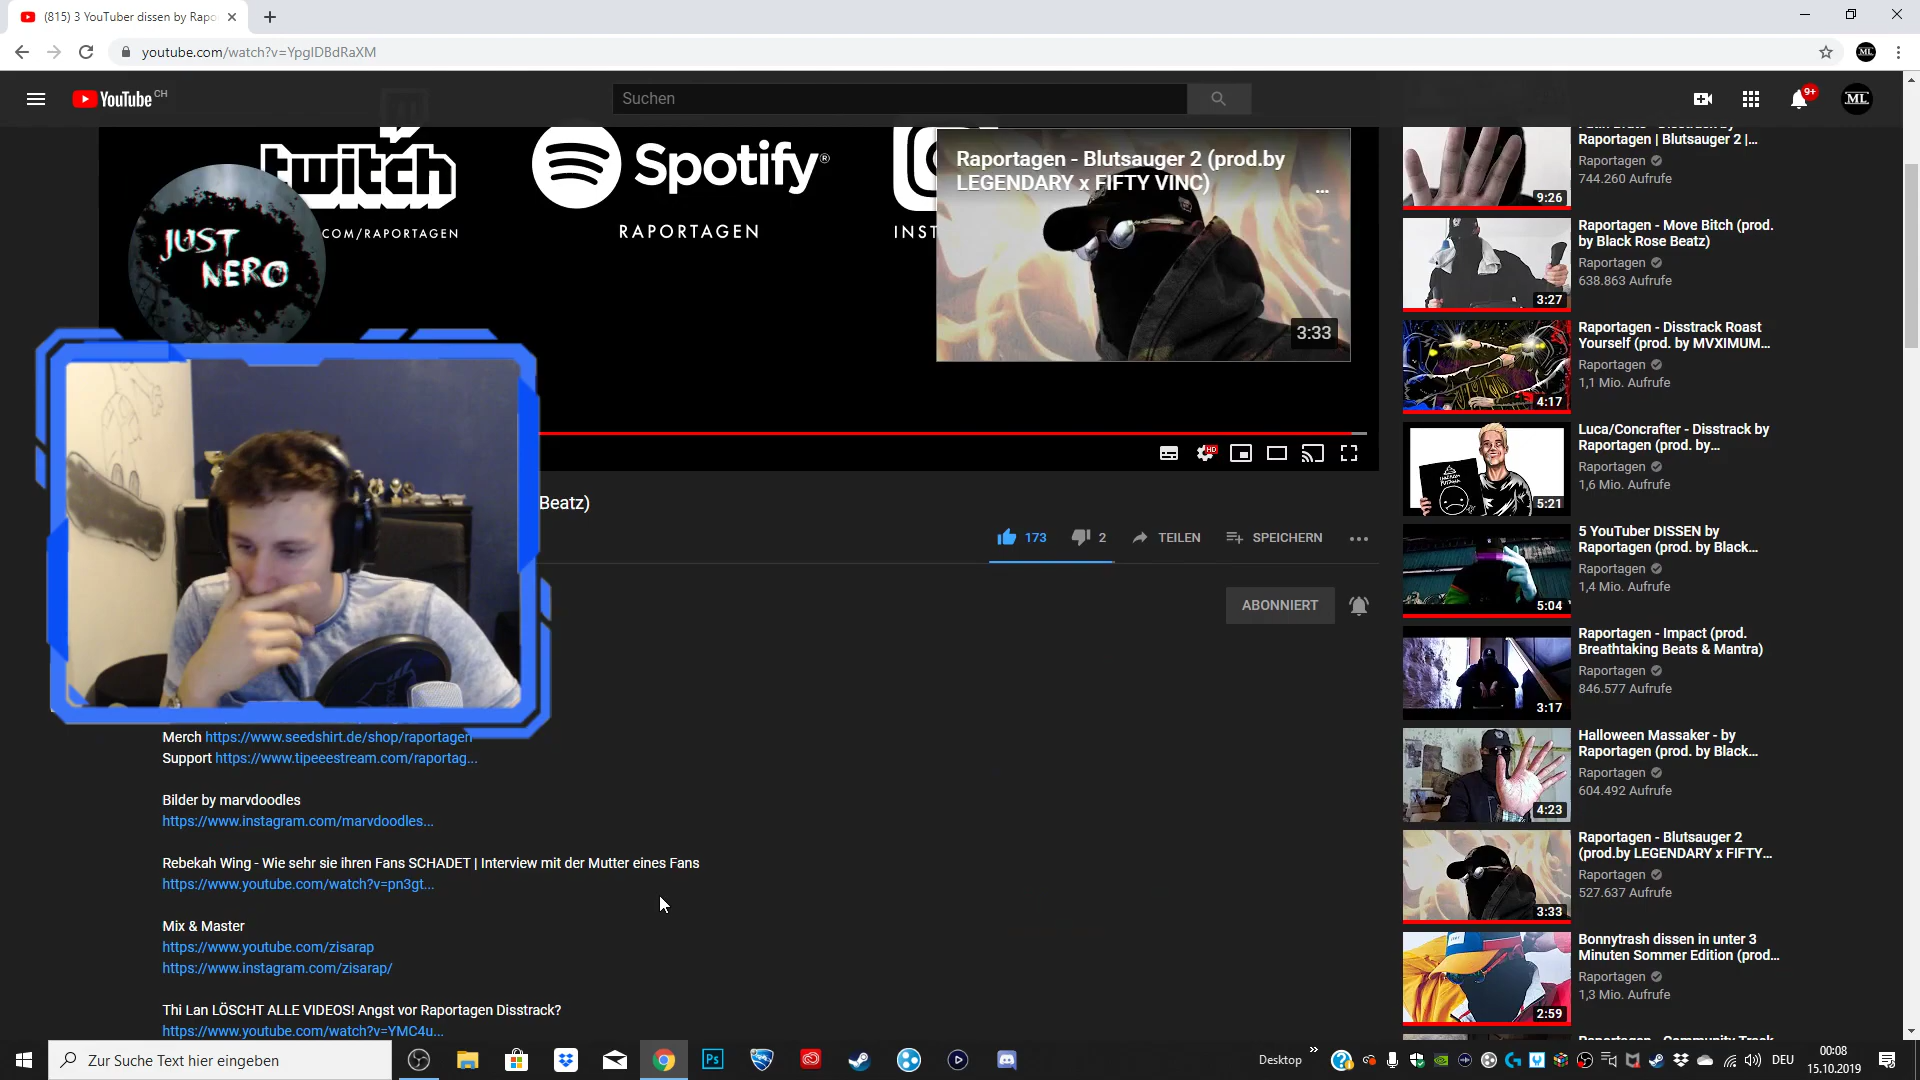 (815) 3 YouTuber dissen by Rapo
youtube.com/watch?v=YpglDBdRaXM
ML
YouTube CH
Suchen
9+
ML
twitch
Spotify®
COM/RAPORTAGEN
RAPORTAGEN
INST
JUST
NERO
Raportagen - Blutsauger 2 (prod.by
LEGENDARY x FIFTY VINC)
3:33
HD
Beatz)
173
2
TEILEN
SPEICHERN
ABONNIERT
Merch https://www.seedshirt.de/shop/raportagen
Support https://www.tipeeestream.com/raportag...
Bilder by marvdoodles
https://www.instagram.com/marvdoodles...
Rebekah Wing - Wie sehr sie ihren Fans SCHADET | Interview mit der Mutter eines Fans
https://www.youtube.com/watch?v=pn3gt...
Mix & Master
https://www.youtube.com/zisarap
https://www.instagram.com/zisarap/
Thi Lan LÖSCHT ALLE VIDEOS! Angst vor Raportagen Disstrack?
https://www.youtube.com/watch?v=YMC4u...
Raportagen | Blutsauger 2 |...
Raportagen
744.260 Aufrufe
9:26
Raportagen - Move Bitch (prod.
by Black Rose Beatz)
Raportagen
638.863 Aufrufe
3:27
Raportagen - Disstrack Roast
Yourself (prod. by MVXIMUM...
Raportagen
1,1 Mio. Aufrufe
4:17
Luca/Concrafter - Disstrack by
Raportagen (prod. by...
Raportagen
1,6 Mio. Aufrufe
5:21
5 YouTuber DISSEN by
Raportagen (prod. by Black...
Raportagen
1,4 Mio. Aufrufe
5:04
Raportagen - Impact (prod.
Breathtaking Beats & Mantra)
Raportagen
846.577 Aufrufe
3:17
Halloween Massaker - by
Raportagen (prod. by Black...
Raportagen
604.492 Aufrufe
4:23
Raportagen - Blutsauger 2
(prod.by LEGENDARY x FIFTY...
Raportagen
527.637 Aufrufe
3:33
Bonnytrash dissen in unter 3
Minuten Sommer Edition (prod...
Raportagen
1,3 Mio. Aufrufe
2:59
Zur Suche Text hier eingeben
Ps
Desktop
DEU
00:08
15.10.2019